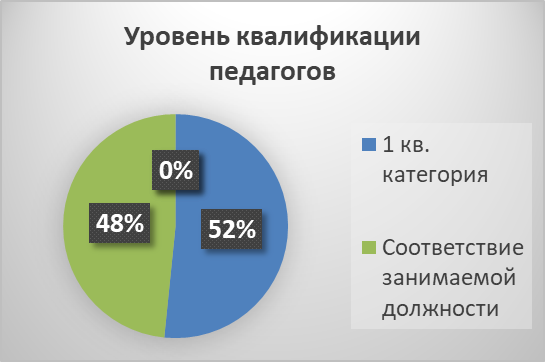 Уровень квалификации
педагогов
0%
48%
52%
1 кв.
категория
Соответствие
занимаемой
должности